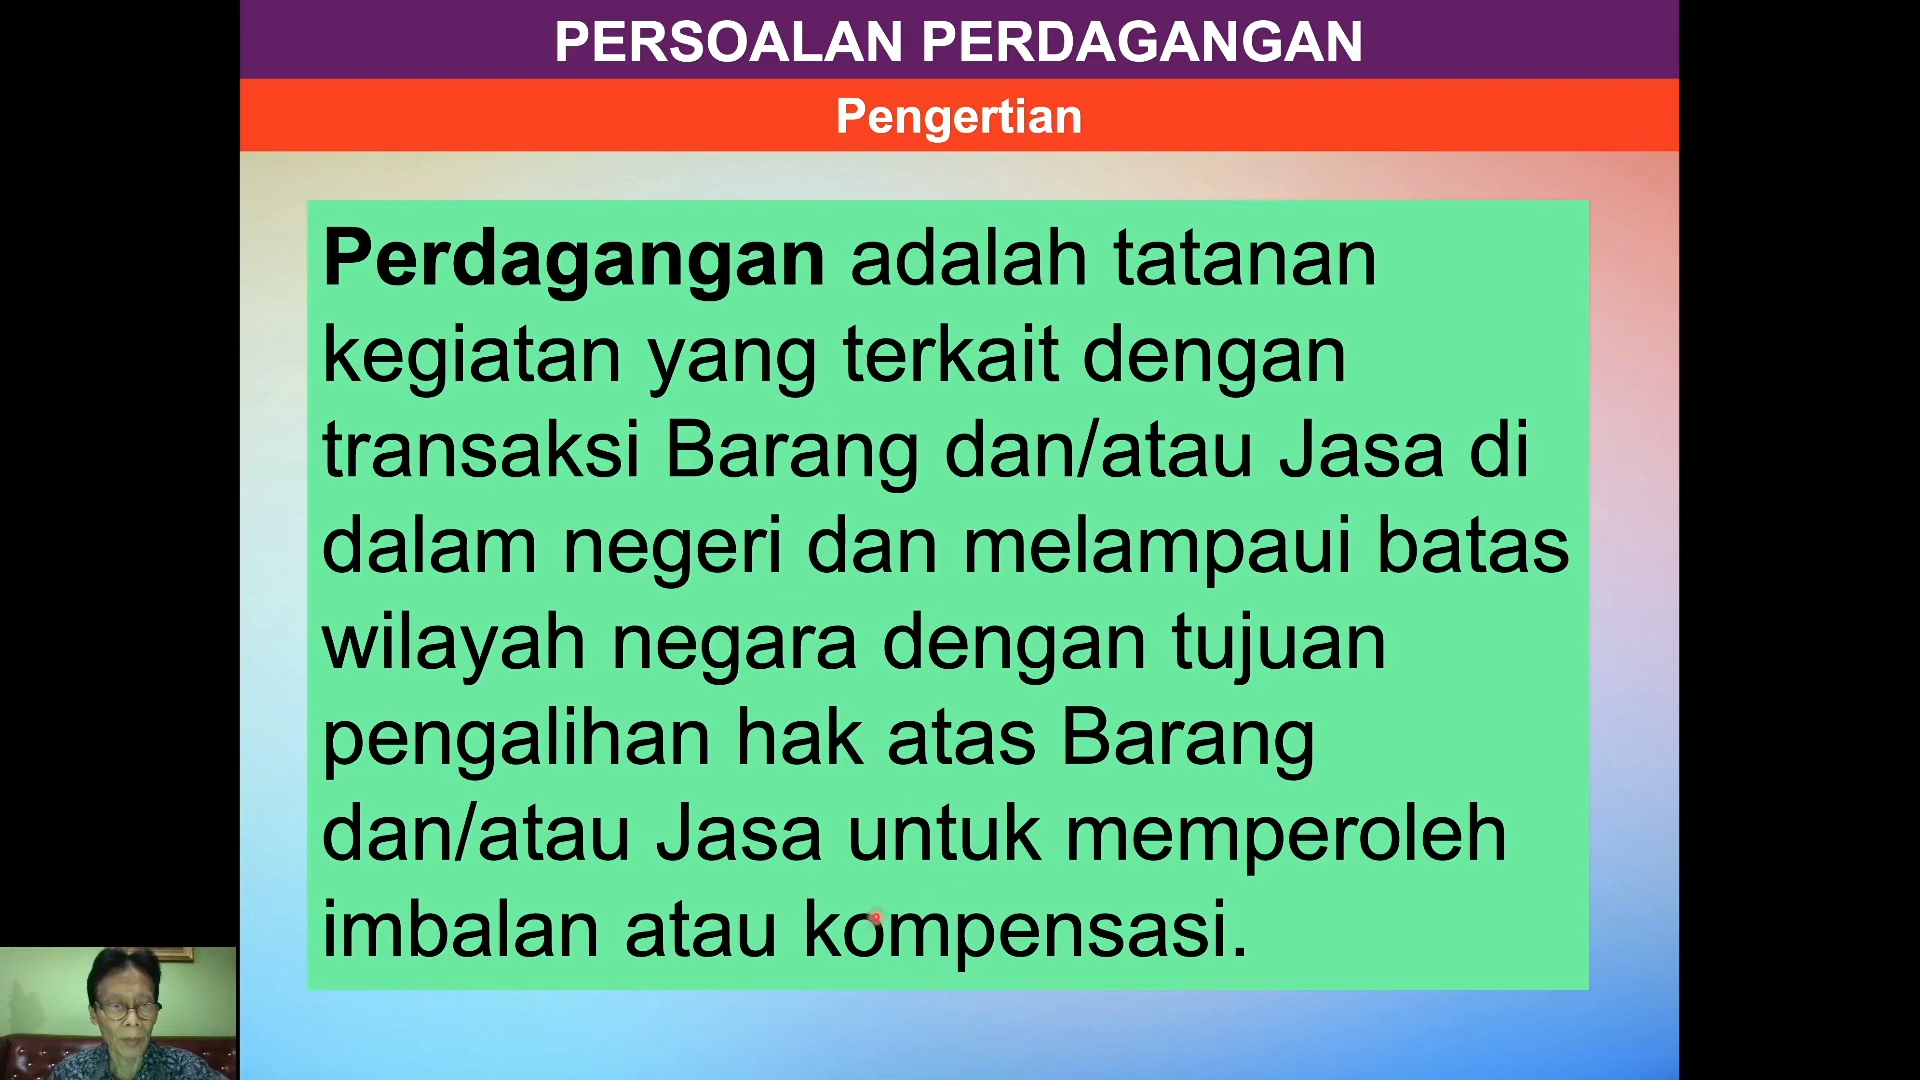 PERSOALAN PERDAGANGAN
Pengertian
Perdagangan adalah tatanan
kegiatan yang terkait dengan
transaksi Barang dan/atau Jasa di
dalam negeri dan melampaui batas
wilayah negara dengan tujuan
pengalihan hak atas Barang
dan/atau Jasa untuk memperoleh
imbalan atau kompensasi.